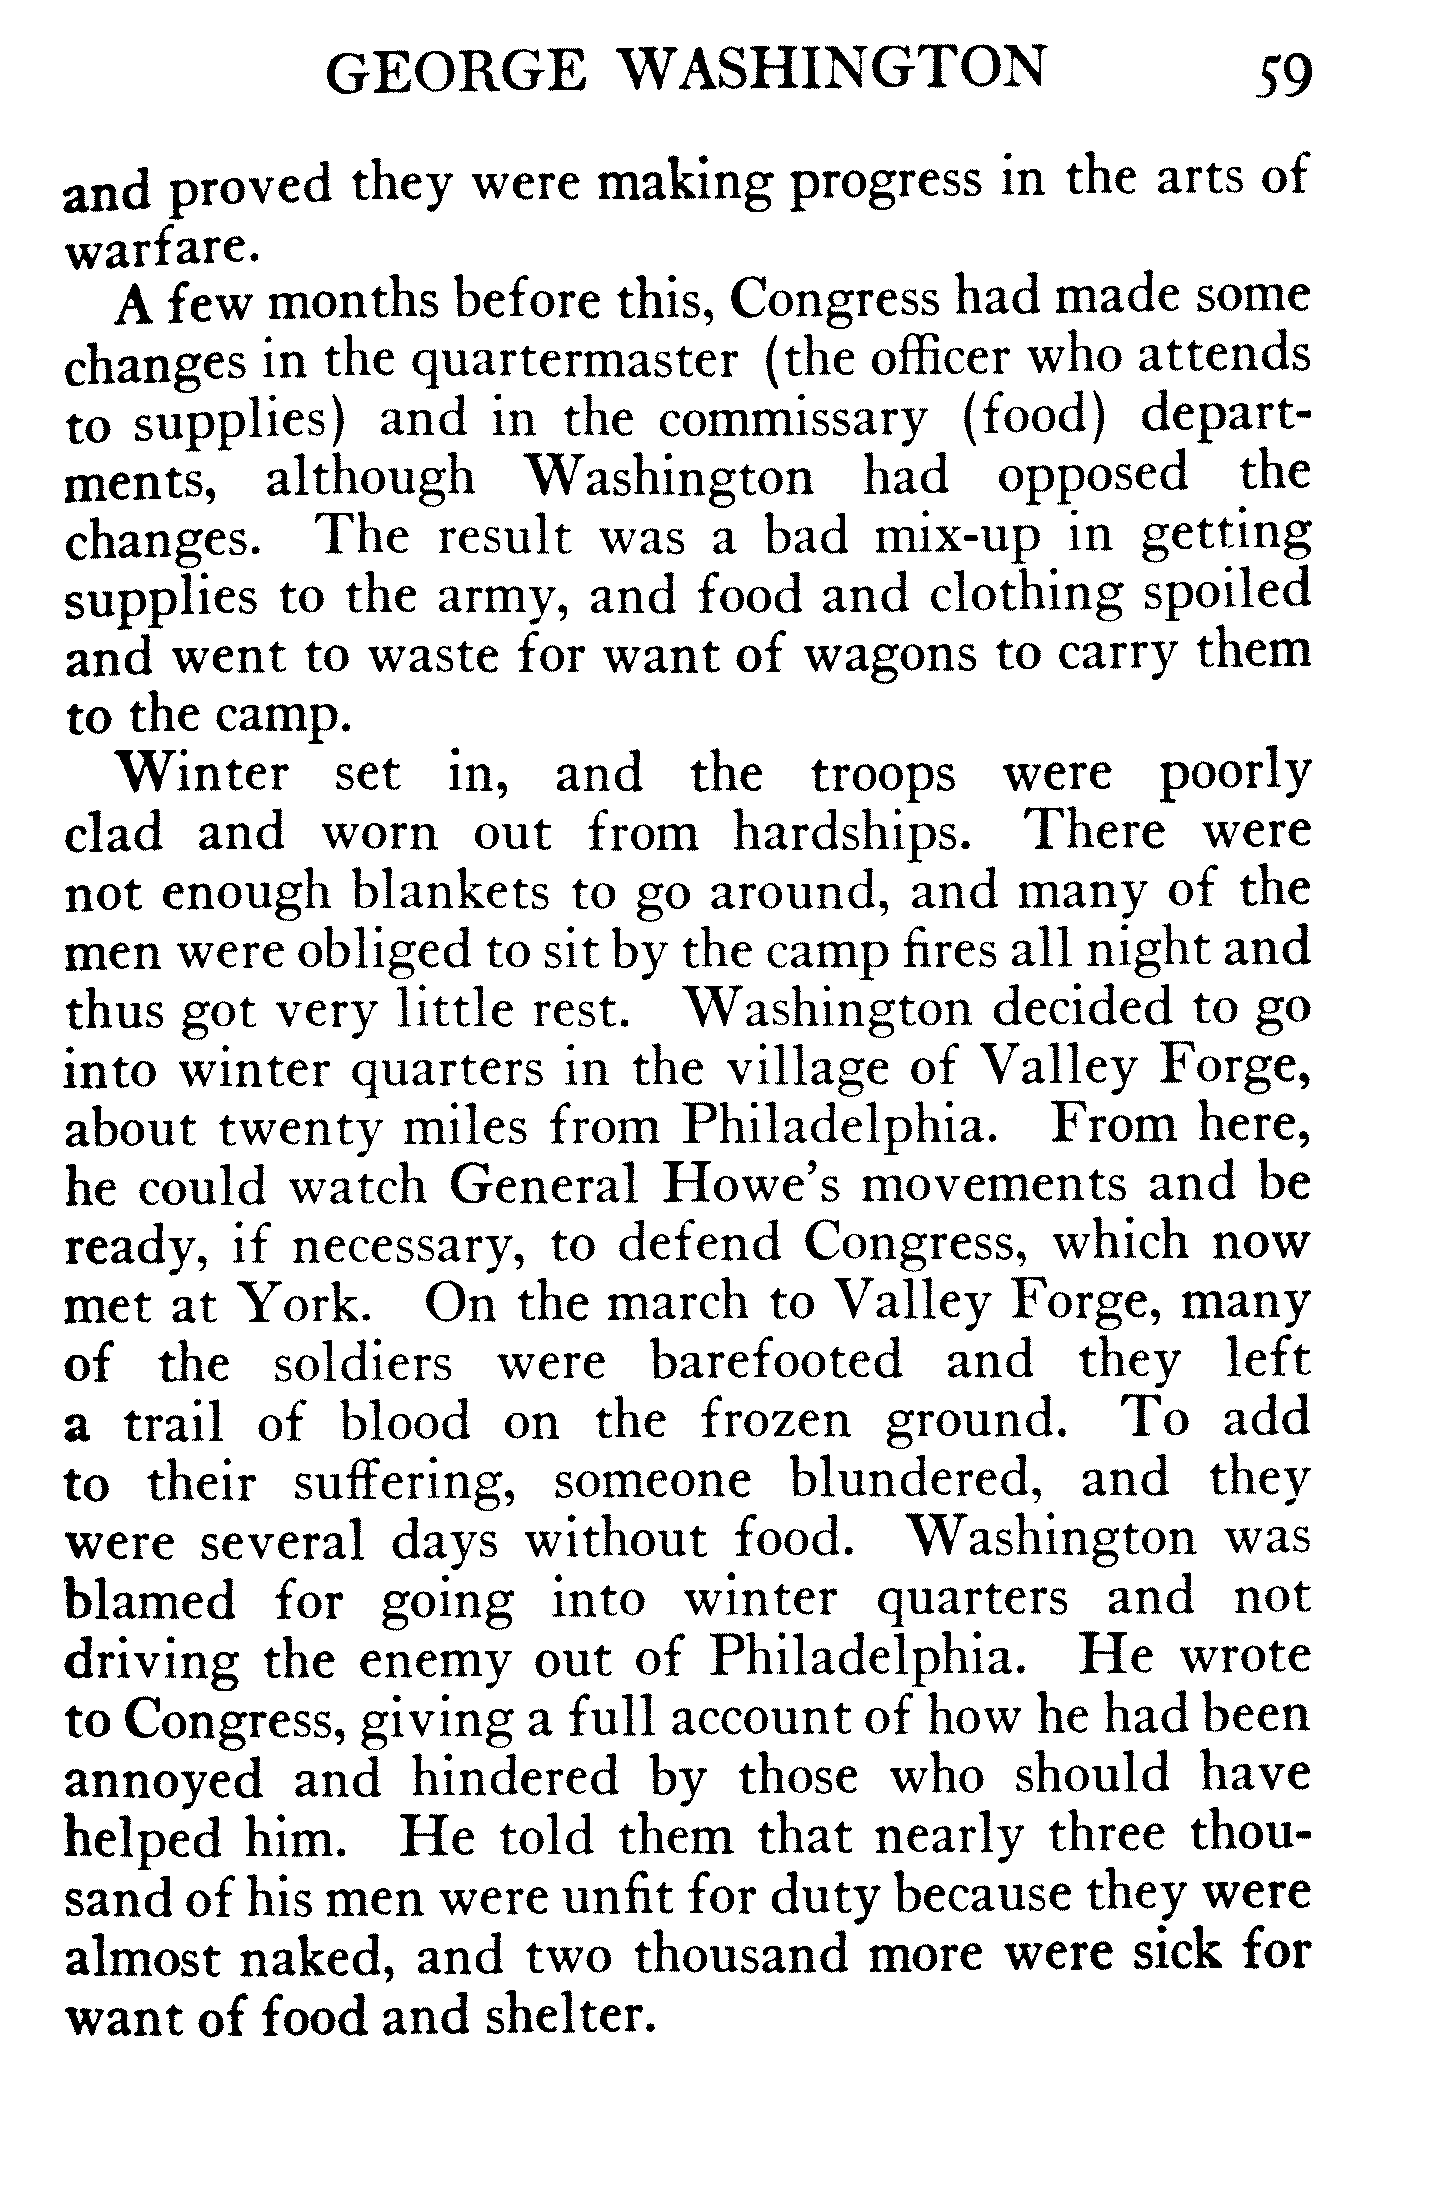 GEORGE WASHINGTON 59
and proved they were making progress in the arts of
warfare.
A few months before this, Congress had made some
changes in the quartermaster (the officer who attends
to supplies) and in the commissary (food) depart-
ments, although Washington had opposed the
changes. The result was a bad mix-up in getting
supplies to the army, and food and clothing spoiled
and went to waste for want of wagons to carry them
to the camp.
Winter set in, and the troops were poorly
clad and worn out from hardships. There were
not enough blankets to go around, and many of the
men were obliged to sit by the camp fires all night and
thus got very little rest. Washington decided to go
into winter quarters in the village of Valley Forge,
about twenty miles from Philadelphia. From here,
he could watch General Howe's movements and be
ready, if necessary, to defend Congress, which now
met at York. On the march to Valley Forge, many
of the soldiers were barefooted and they left
a trail of blood on the frozen ground. To add
to their suffering, someone blundered, and they
were several days without food. Washington was
blamed for going into winter quarters and not
driving the enemy out of Philadelphia. He wrote
to Congress, giving a full account of how he had been
annoyed and hindered by those who should have
helped him. He told them that nearly three thou-
sand of his men were unfit for duty because they were
almost naked, and two thousand more were sick for
want of food and shelter.